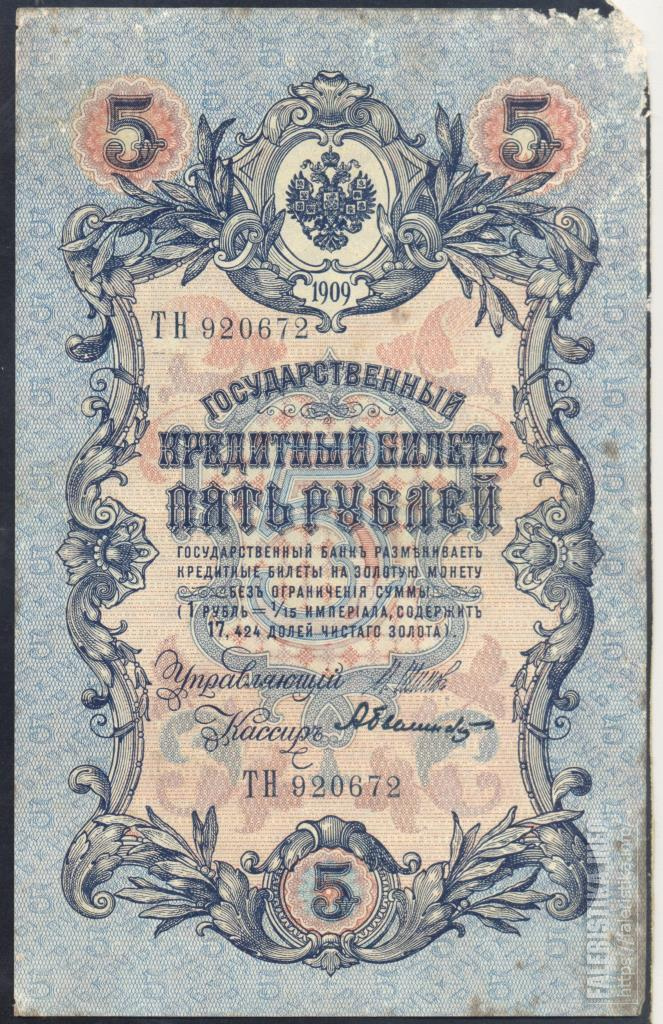 5 5
1909
ТН 920672
ГОСУДАРСТВЕННЫЙ
КРЕДИТНЫЙ БИЛЕТЪ
ПЯТЬ РУБЛЕЙ
5
ГОСУДАРСТВЕННЫЙ БАНКЪ РАЗМѢНИВАЕТЪ
КРЕДИТНЫЕ БИЛЕТЫ НА ЗОЛОТУЮ МОНЕТУ
БЕЗЪ ОГРАНИЧЕНІЯ СУММЫ
(1 РУБЛЬ = 1/15 ИМПЕРІАЛА, СОДЕРЖИТЪ
17,424 ДОЛЕЙ ЧИСТАГО ЗОЛОТА).
Управляющій
Кассиръ
ТН 920672
5